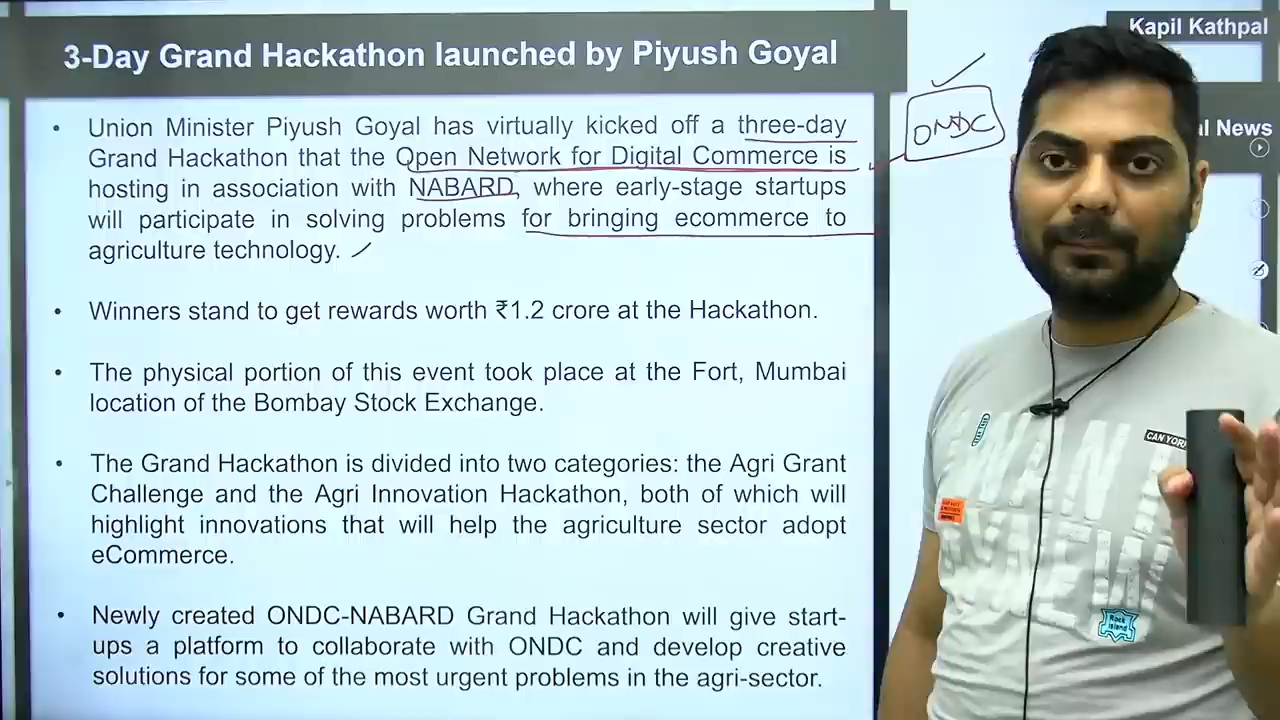 Kapil Kathpal
3-Day Grand Hackathon launched by Piyush Goyal
al News
ONDC
• Union Minister Piyush Goyal has virtually kicked off a three-day
Grand Hackathon that the Open Network for Digital Commerce is
hosting in association with NABARD, where early-stage startups
will participate in solving problems for bringing ecommerce to
agriculture technology.
• Winners stand to get rewards worth ₹1.2 crore at the Hackathon.
• The physical portion of this event took place at the Fort, Mumbai
location of the Bombay Stock Exchange.
• The Grand Hackathon is divided into two categories: the Agri Grant
Challenge and the Agri Innovation Hackathon, both of which will
highlight innovations that will help the agriculture sector adopt
eCommerce.
• Newly created ONDC-NABARD Grand Hackathon will give start-
ups a platform to collaborate with ONDC and develop creative
solutions for some of the most urgent problems in the agri-sector.
CAN YOU
Rock
Island